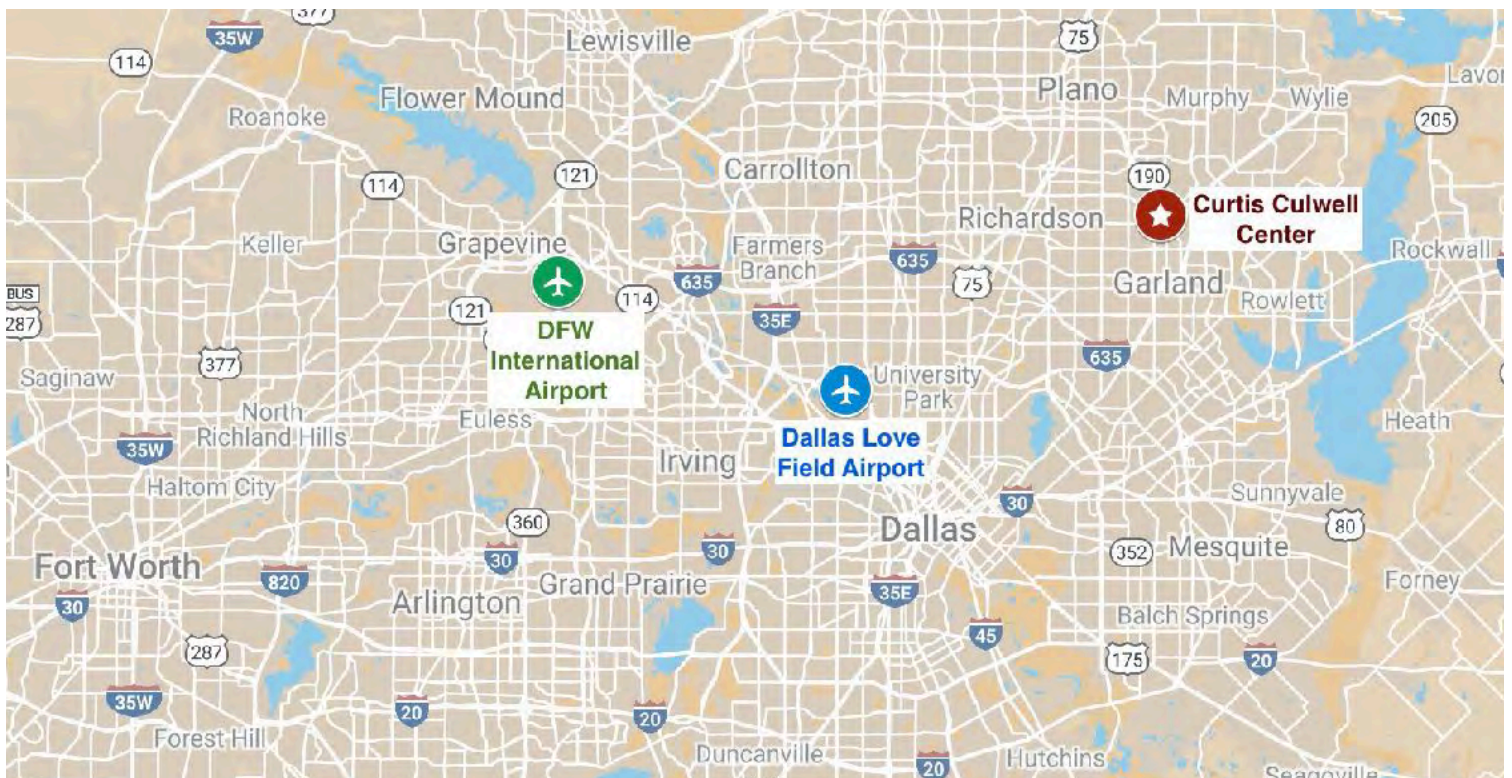 377
35W
75
Lewisville
114
Plano
Lavon
Flower Mound
Murphy
Wylie
Roanoke
205
Carrollton
114
121
190
Curtis Culwell
Center
Richardson
Keller
Grapevine
Farmers
Branch
635
Rockwall
635
75
Garland
BUS
287
121
114
35E
Rowlett
DFW
International
Airport
377
635
Saginaw
University
Park
North
Richland Hills
Euless
Heath
35W
Dallas Love
Field Airport
Irving
Haltom City
30
Sunnyvale
360
Dallas
80
Fort Worth
30
30
352
Mesquite
820
Grand Prairie
35E
Forney
30
Arlington
Balch Springs
287
45
175
20
35W
20
20
Forest Hill
Duncanville
20
Hutchins
Seagoville